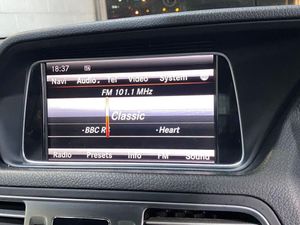 18:37
Navi Audio Tel Video System
FM 101.1 MHz
Classic
·BBC R ·Heart
Radio Presets Info FM Sound